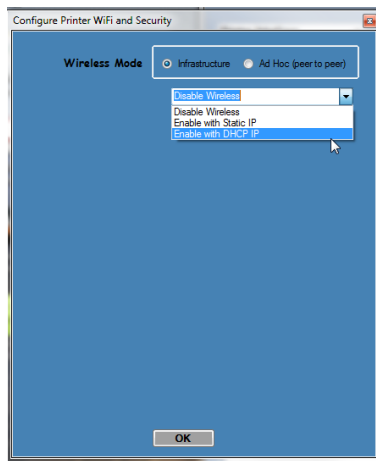 Configure Printer WiFi and Security
Wireless Mode Infrastructure Ad Hoc (peer to peer)
Disable Wireless
Disable Wireless
Enable with Static IP
Enable with DHCP IP
OK